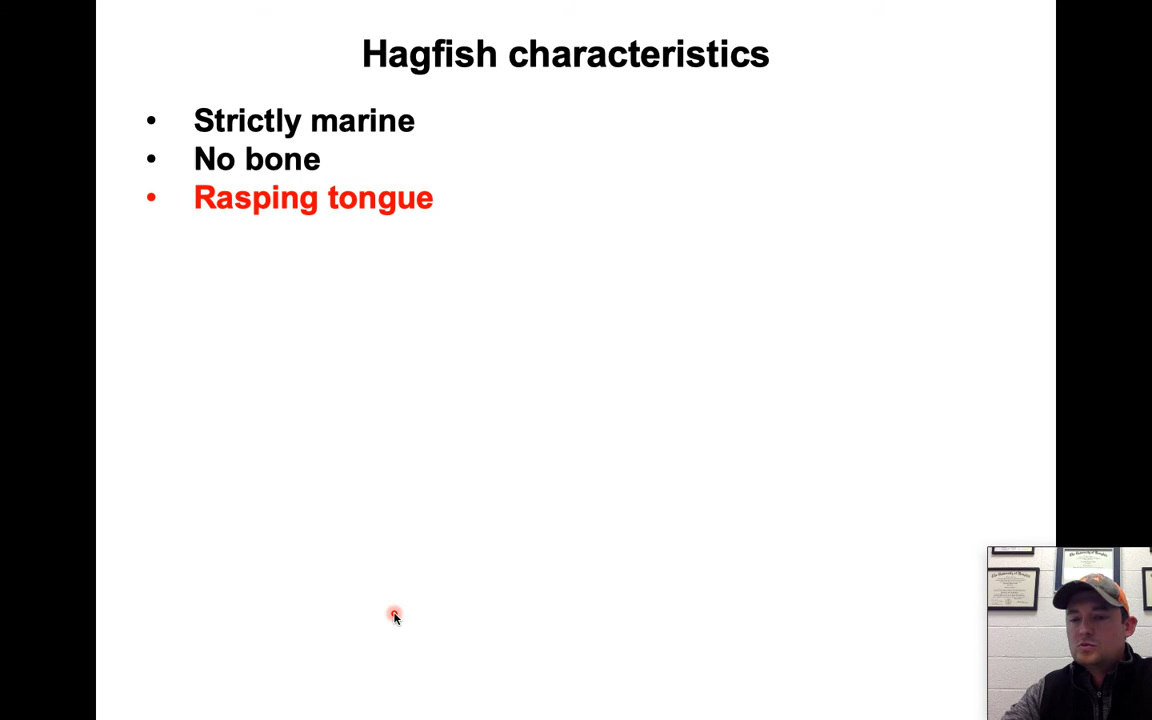 Hagfish characteristics
• Strictly marine
• No bone
• Rasping tongue